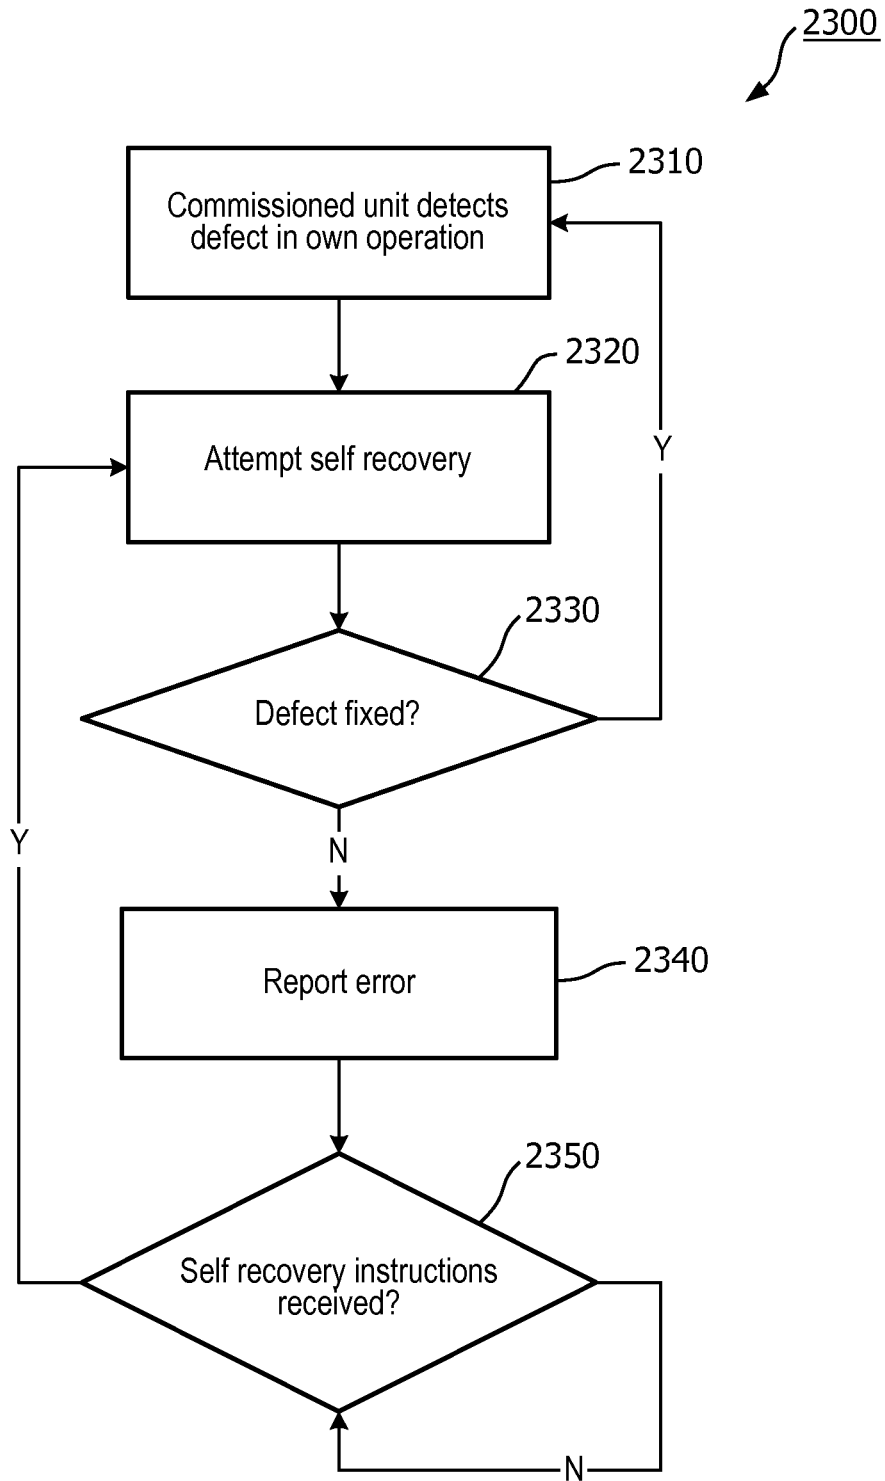 2300
2310
Commissioned unit detects
defect in own operation
2320
Attempt self recovery
Y
2330
Defect fixed?
Y
N
2340
Report error
2350
Self recovery instructions
received?
N